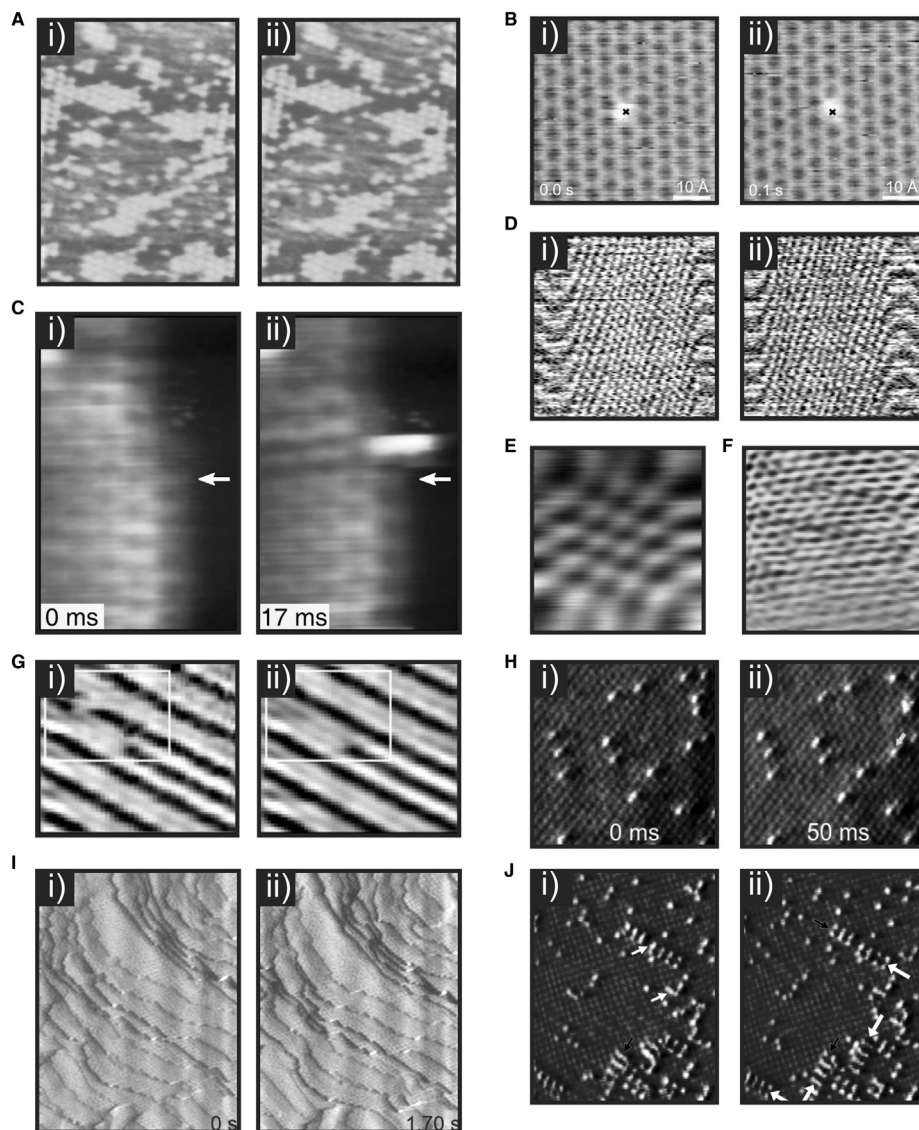 A
i)
ii)
B
i)
ii)
0.0 s
10 Å
0.1 s
10 Å
D
i)
ii)
C
i)
ii)
0 ms
17 ms
E
F
G
i)
ii)
H
i)
ii)
0 ms
50 ms
I
i)
ii)
0 s
1.70 s
J
i)
ii)